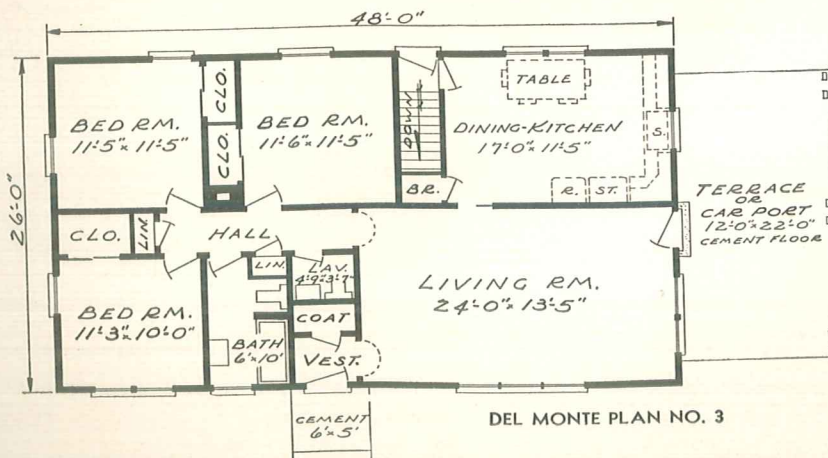 48'-0"
26'-0"
BED RM.
11'-5" x 11'-5"
CLO.
CLO.
BED RM.
11'-6" x 11'-5"
DOWN
BR.
TABLE
DINING-KITCHEN
17'-0" x 11'-5"
S.
R.
ST.
TERRACE
OR
CAR PORT
12'-0" x 22'-0"
CEMENT FLOOR
CLO.
LIN.
HALL
LIN.
LAV.
4'-9" x 3'-7"
LIVING RM.
24'-0" x 13'-5"
BED RM.
11'-3" x 10'-0"
BATH
6' x 10'
COAT
VEST.
CEMENT
6' x 5'
DEL MONTE PLAN NO. 3